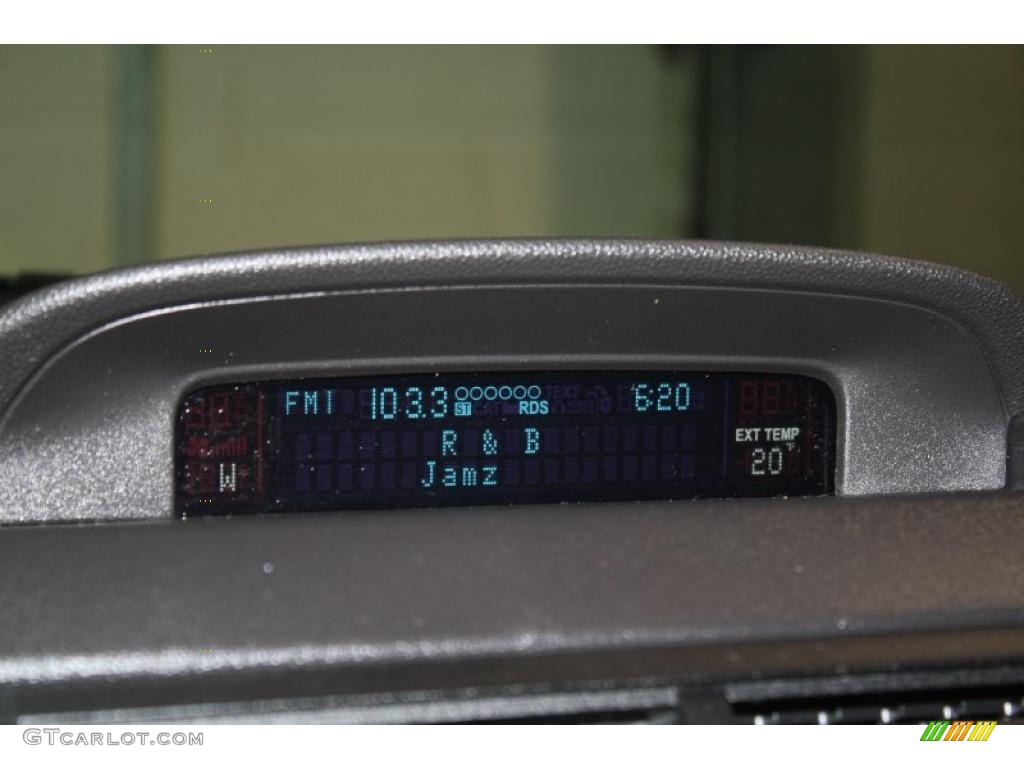 FM1 103.3 ST RDS 6:20
R & B
Jamz
W
EXT TEMP
20°F
GTCARLOT.COM